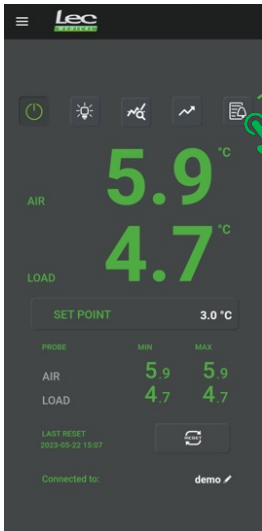 Lec
MEDICAL
AIR 5.9 °C
LOAD 4.7 °C
SET POINT 3.0 °C
PROBE MIN MAX
AIR 5.9 5.9
LOAD 4.7 4.7
LAST RESET
2023-05-22 15:07
RESET
Connected to: demo